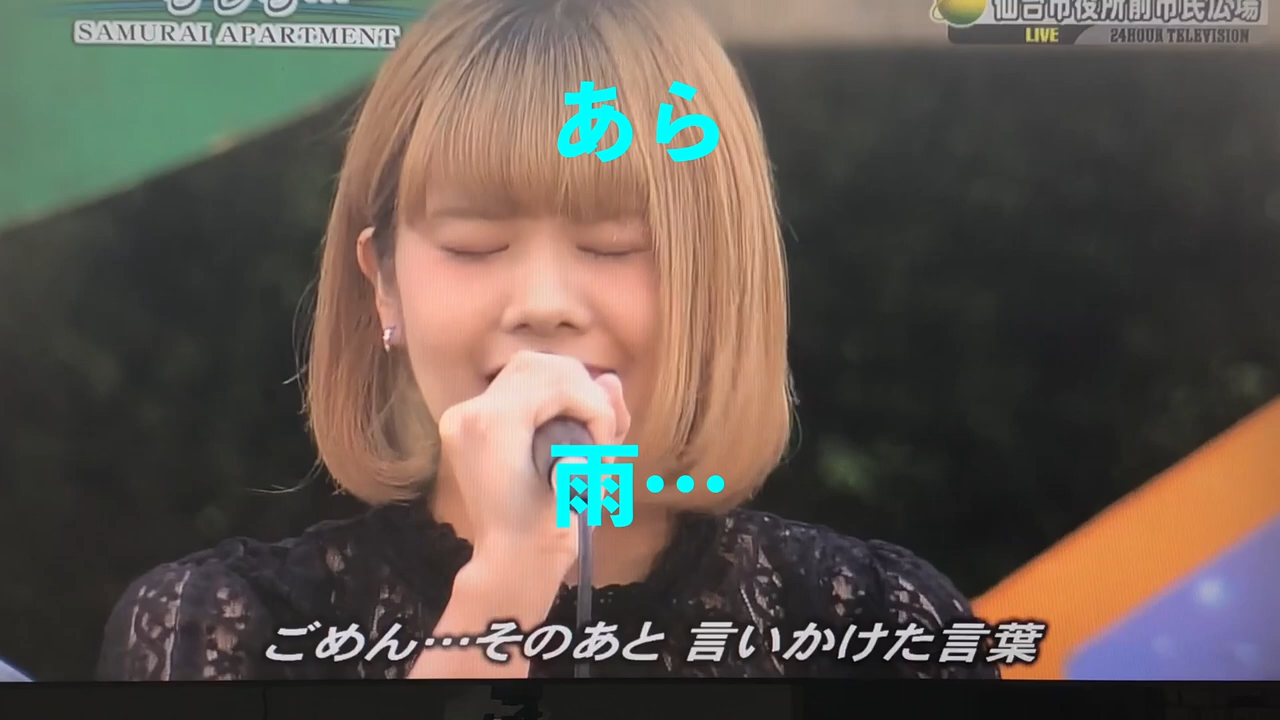 SAMURAI APARTMENT
仙台市役所前市民広場
LIVE
24HOUR TELEVISION
あら
雨…
ごめん…そのあと 言いかけた言葉